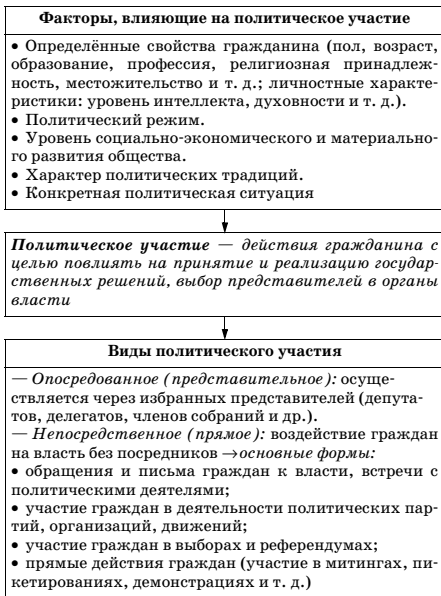 Факторы, влияющие на политическое участие
• Определённые свойства гражданина (пол, возраст,
образование, профессия, религиозная принадлеж-
ность, местожительство и т. д.; личностные характе-
ристики: уровень интеллекта, духовности и т. д.).
• Политический режим.
• Уровень социально-экономического и материально-
го развития общества.
• Характер политических традиций.
• Конкретная политическая ситуация
Политическое участие — действия гражданина с
целью повлиять на принятие и реализацию государ-
ственных решений, выбор представителей в органы
власти
Виды политического участия
— Опосредованное (представительное): осуще-
ствляется через избранных представителей (депута-
тов, делегатов, членов собраний и др.).
— Непосредственное (прямое): воздействие граждан
на власть без посредников →основные формы:
• обращения и письма граждан к власти, встречи с
политическими деятелями;
• участие граждан в деятельности политических пар-
тий, организаций, движений;
• участие граждан в выборах и референдумах;
• прямые действия граждан (участие в митингах, пи-
кетированиях, демонстрациях и т. д.)